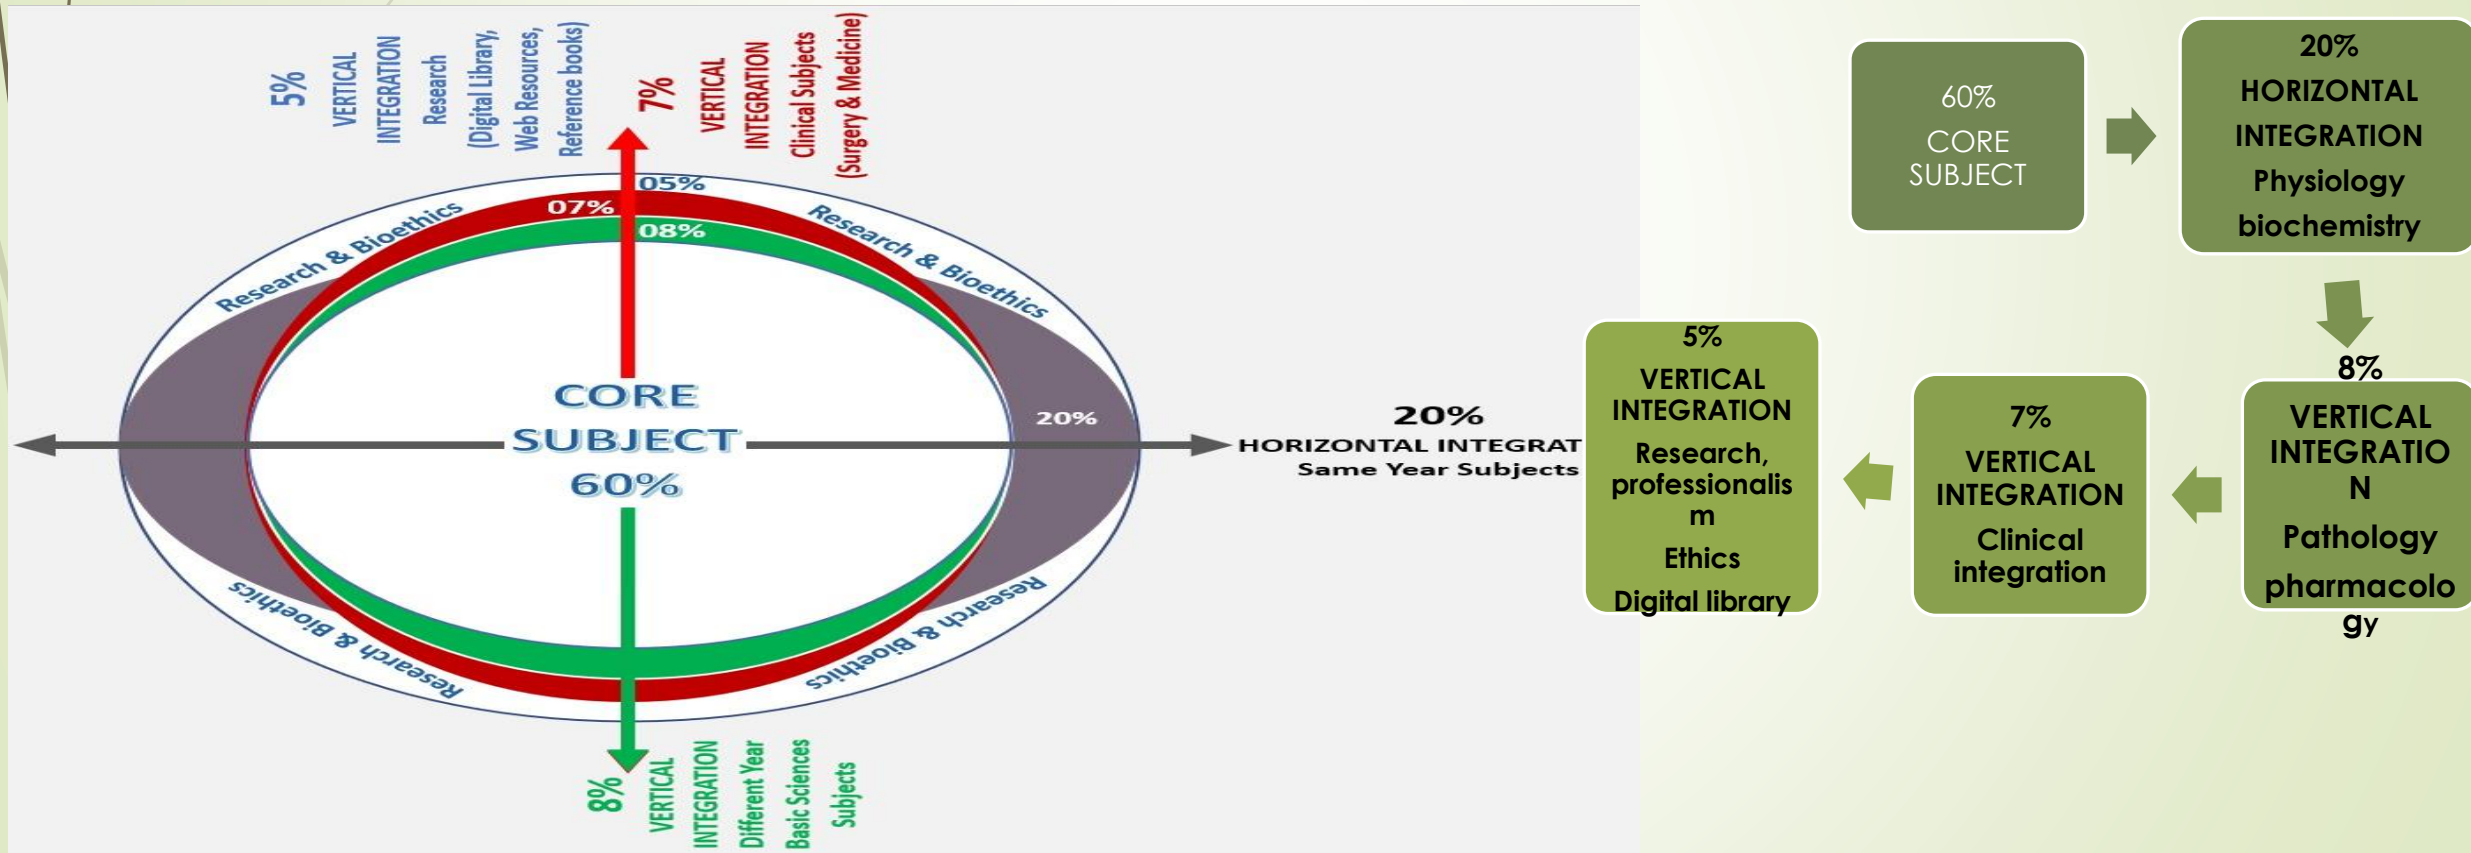 5%
VERTICAL
INTEGRATION
Research
(Digital Library,
Web Resources,
Reference books)
7%
VERTICAL
INTEGRATION
Clinical Subjects
(Surgery & Medicine)
05%
07%
08%
Research & Bioethics
Research & Bioethics
CORE
SUBJECT
60%
20%
20%
HORIZONTAL INTEGRAT
Same Year Subjects
Research & Bioethics
Research & Bioethics
8%
VERTICAL
INTEGRATION
Different Year
Basic Sciences
Subjects
60%
CORE
SUBJECT
20%
HORIZONTAL
INTEGRATION
Physiology
biochemistry
8%
VERTICAL
INTEGRATIO
N
Pathology
pharmacolo
gy
7%
VERTICAL
INTEGRATION
Clinical
integration
5%
VERTICAL
INTEGRATION
Research,
professionalis
m
Ethics
Digital library